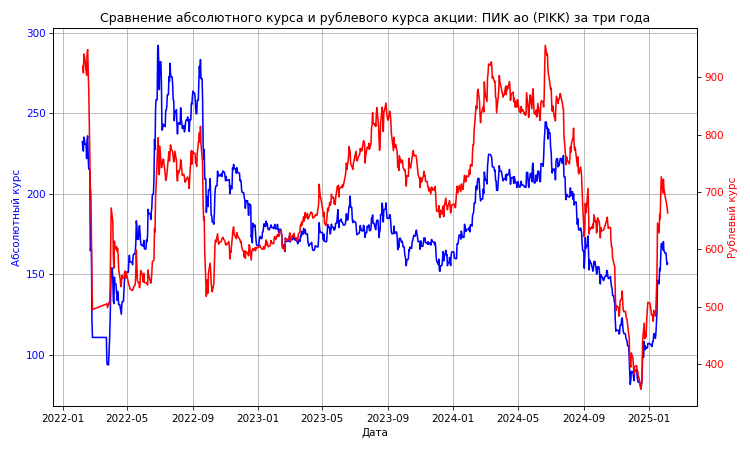 Сравнение абсолютного курса и рублевого курса акции: ПИК ао (PIKK) за три года
300
250
200
150
100
Абсолютный курс
900
800
700
600
500
400
Рублевый курс
2022-01 2022-05 2022-09 2023-01 2023-05 2023-09 2024-01 2024-05 2024-09 2025-01
Дата